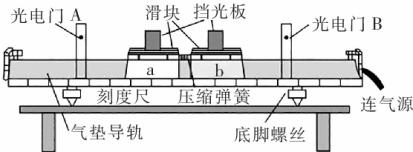 滑块 挡光板
光电门 A 光电门 B
a b
刻度尺 压缩弹簧 连气源
气垫导轨 底脚螺丝